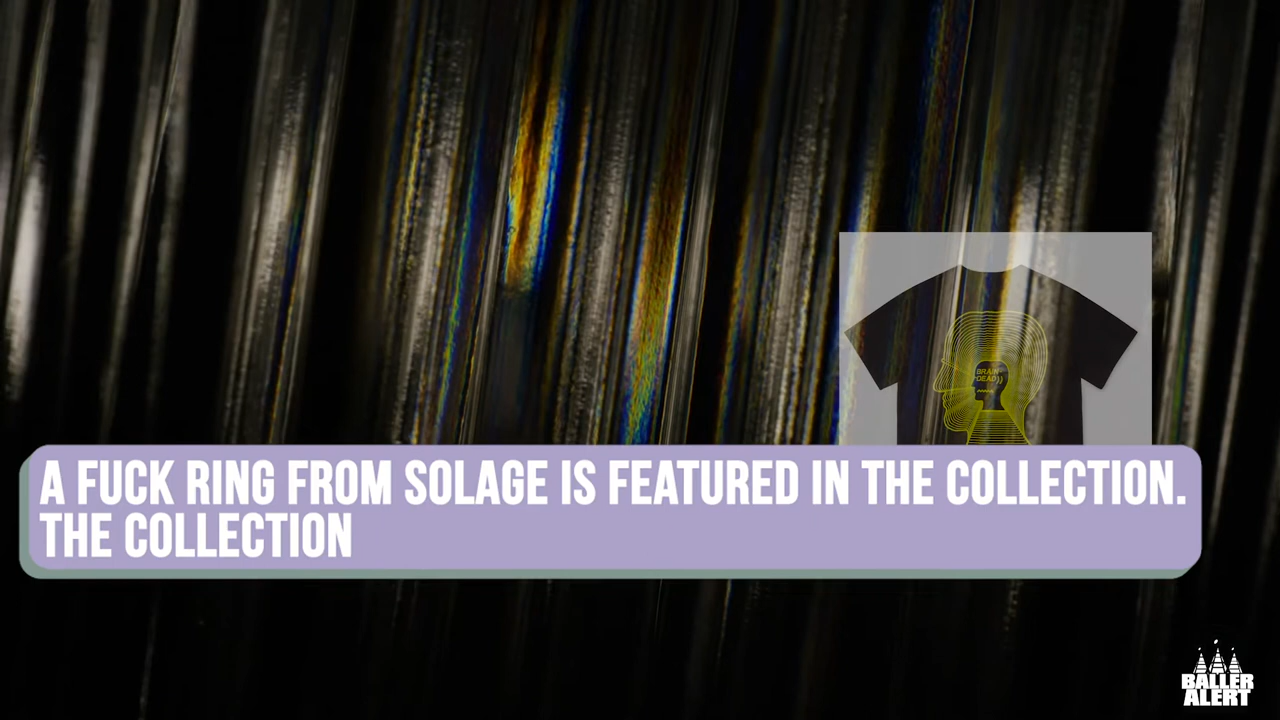 BRAIN
DEAD))
A FUCK RING FROM SOLAGE IS FEATURED IN THE COLLECTION.
THE COLLECTION
BALLER
ALERT